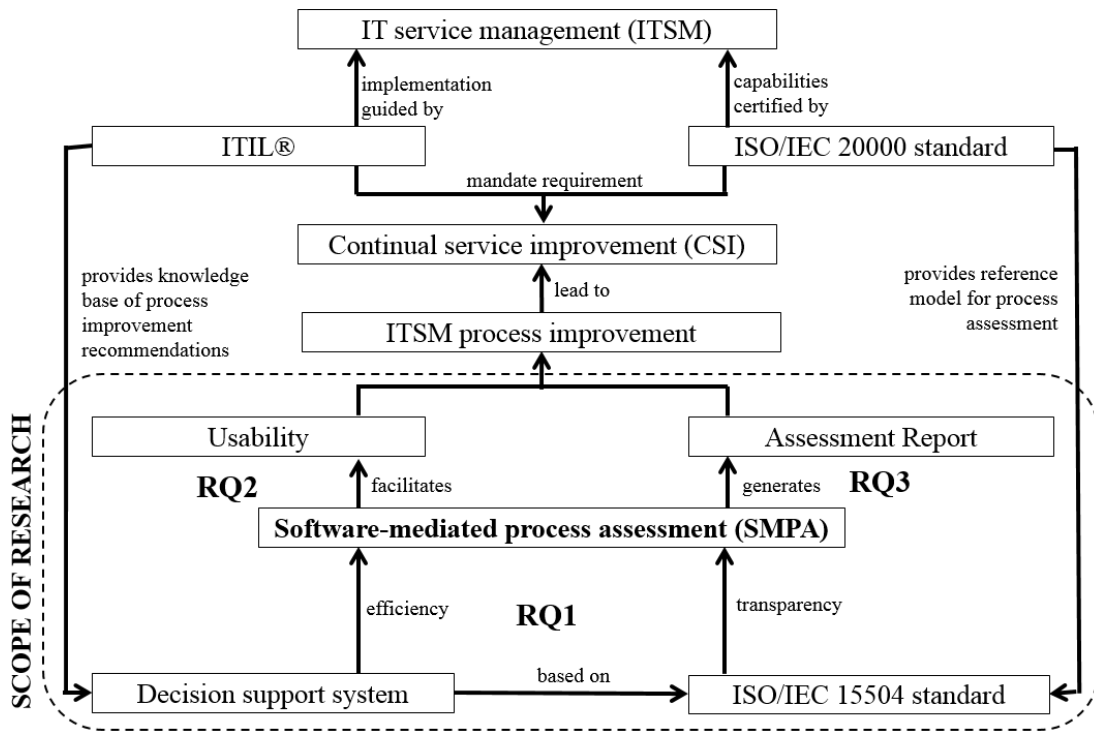 IT service management (ITSM)
implementation
guided by
capabilities
certified by
ITIL®
ISO/IEC 20000 standard
mandate requirement
Continual service improvement (CSI)
provides knowledge
base of process
improvement
recommendations
lead to
provides reference
model for process
assessment
ITSM process improvement
SCOPE OF RESEARCH
Usability
Assessment Report
RQ2
facilitates
generates
RQ3
Software-mediated process assessment (SMPA)
efficiency
RQ1
transparency
Decision support system
based on
ISO/IEC 15504 standard